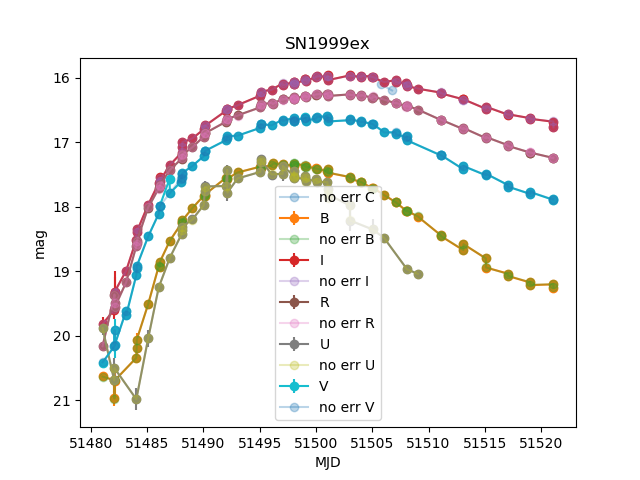 SN1999ex
16
17
18
19
20
21
mag
no err C
B
no err B
I
no err I
R
no err R
U
no err U
V
no err V
51480 51485 51490 51495 51500 51505 51510 51515 51520
MJD